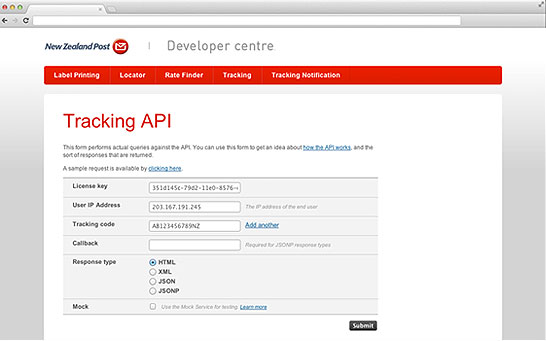 New Zealand Post | Developer centre
Label Printing Locator Rate Finder Tracking Tracking Notification
Tracking API
This form performs actual queries against the API. You can use this form to get an idea about how the API works, and the
sort of responses that are returned.
A sample request is available by clicking here.
License key 351d145c-79d2-11e0-8576-
User IP Address 203.167.191.245 The IP address of the end user
Tracking code AB123456789NZ Add another
Callback Required for JSONP response types
Response type HTML
XML
JSON
JSONP
Mock Use the Mock Service for testing. Learn more
Submit